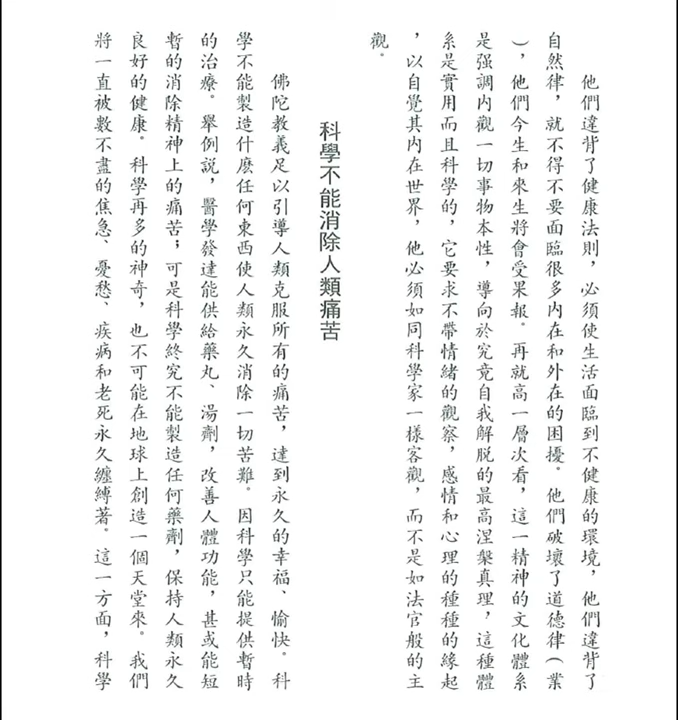 他們違背了健康法則，必須使生活面臨到不健康的環境，他們違背了
自然律，就不得不要面臨很多內在和外在的困擾。他們破壞了道德律（業
），他們今生和來生將會受果報。再就高一層次看，這一精神的文化體系
是强調內觀一切事物本性，導向於究竟自我解脱的最高涅槃真理，這種體
系是實用而且科學的，它要求不帶情緒的觀察，感情和心理的種種的緣起
，以自覺其內在世界，他必須如同科學家一樣客觀，而不是如法官般的主
觀。
科學不能消除人類痛苦
佛陀教義足以引導人類克服所有的痛苦，達到永久的幸福、愉快。科
學不能製造什麽任何東西使人類永久消除一切苦難。因科學只能提供暫時
的治療。舉例説，醫學發達能供給藥丸、湯劑，改善人體功能，甚或能短
暫的消除精神上的痛苦；可是科學終究不能製造任何藥劑，保持人類永久
良好的健康。科學再多的神奇，也不可能在地球上創造一個天堂來。我們
將一直被數不盡的焦急、憂愁、疾病和老死永久纏縛著。這一方面，科學